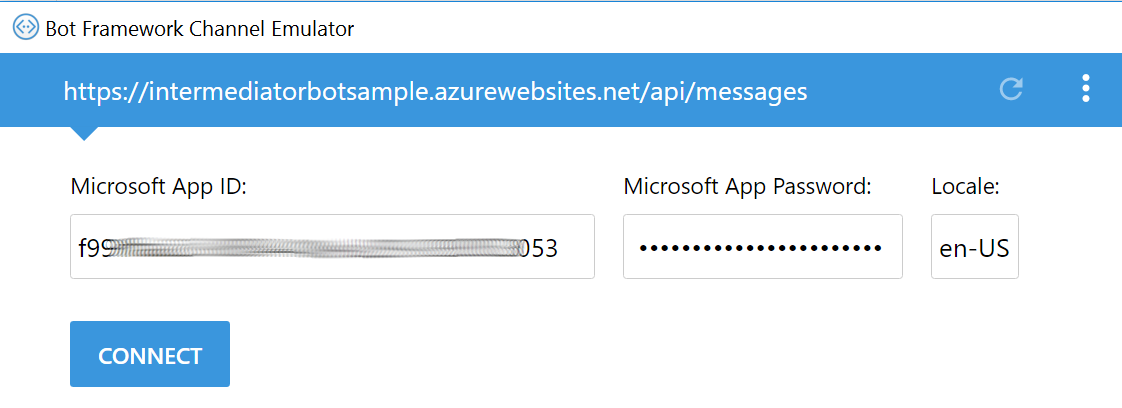 Bot Framework Channel Emulator
https://intermediatorbotsample.azurewebsites.net/api/messages
Microsoft App ID: Microsoft App Password: Locale:
f99 053 •••••••••••••••••••••• en-US
CONNECT